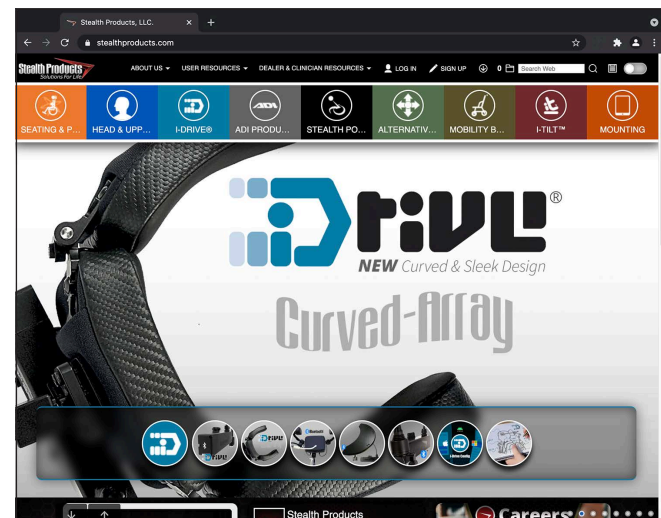 Stealth Products, LLC.
stealthproducts.com
Stealth Products
Solutions For Life!
ABOUT US
USER RESOURCES
DEALER & CLINICIAN RESOURCES
LOG IN
SIGN UP
0
Search Web
SEATING & P...
HEAD & UPP...
I-DRIVE®
ADI PRODU...
STEALTH PO...
ALTERNATIV...
MOBILITY B...
I-TILT™
MOUNTING
iDrive®
NEW Curved & Sleek Design
Curved-Array
Stealth Products
Careers